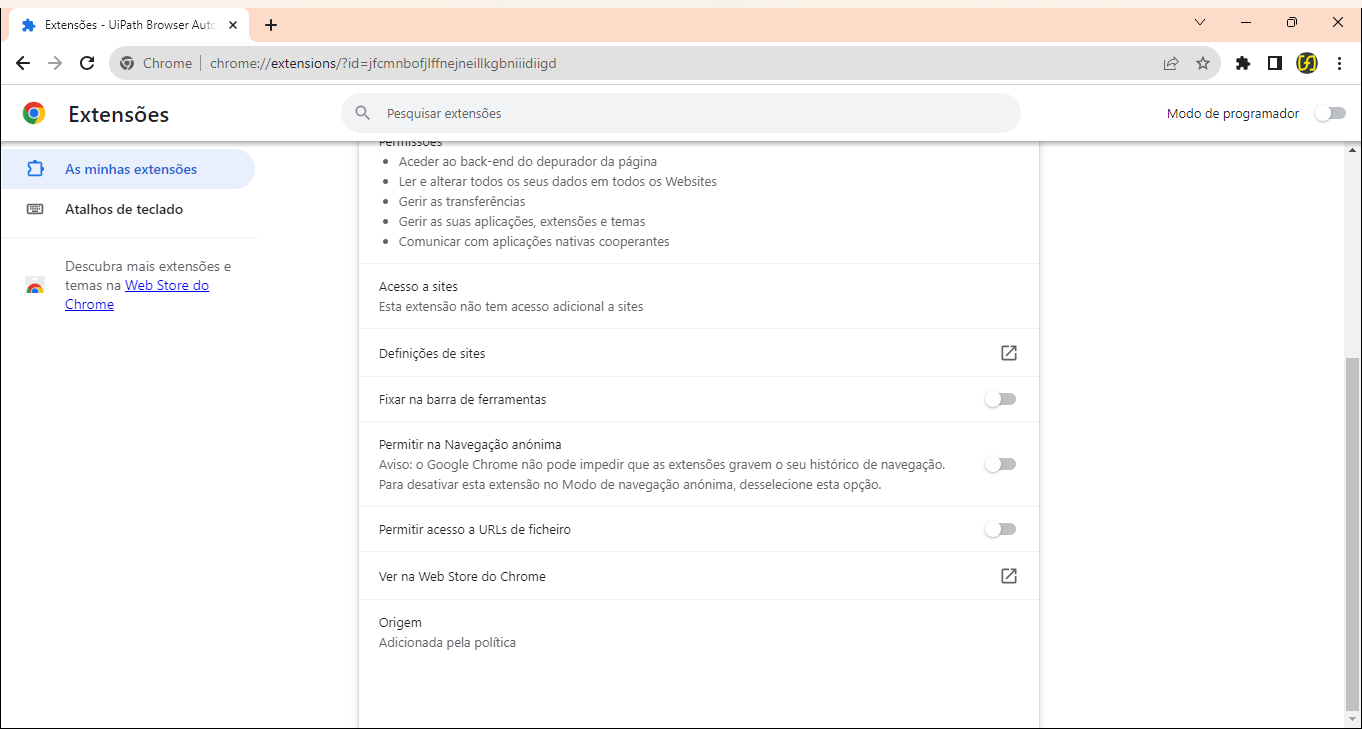 Extensões - UiPath Browser Auto
Chrome
chrome://extensions/?id=jfcmnbofjlffnejneillkgbniiidiigd
Extensões
Pesquisar extensões
Modo de programador
As minhas extensões
Atalhos de teclado
Descubra mais extensões e
temas na Web Store do
Chrome
Permissões
Aceder ao back-end do depurador da página
Ler e alterar todos os seus dados em todos os Websites
Gerir as transferências
Gerir as suas aplicações, extensões e temas
Comunicar com aplicações nativas cooperantes
Acesso a sites
Esta extensão não tem acesso adicional a sites
Definições de sites
Fixar na barra de ferramentas
Permitir na Navegação anónima
Aviso: o Google Chrome não pode impedir que as extensões gravem o seu histórico de navegação.
Para desativar esta extensão no Modo de navegação anónima, desselecione esta opção.
Permitir acesso a URLs de ficheiro
Ver na Web Store do Chrome
Origem
Adicionada pela política